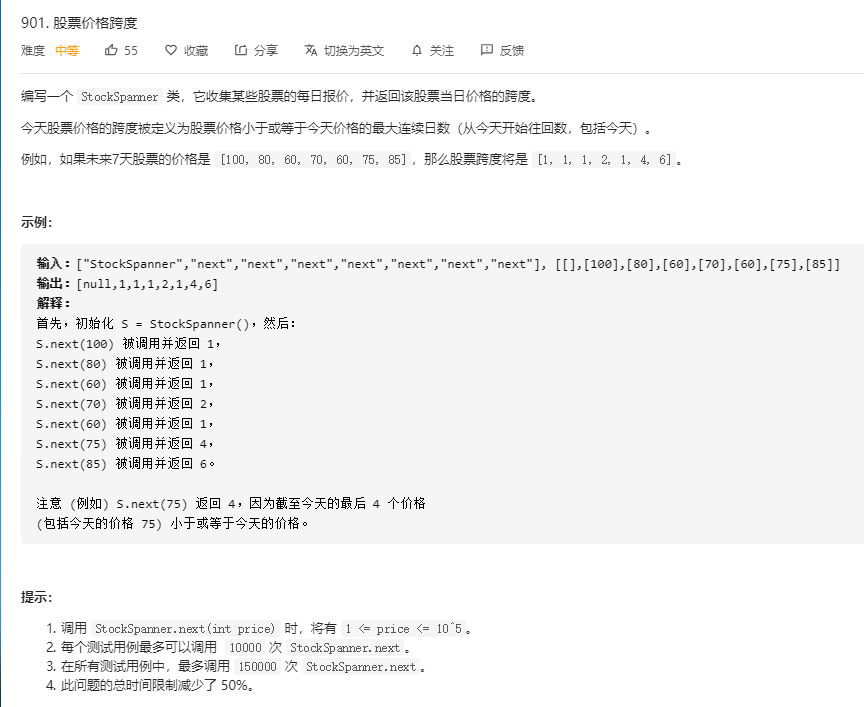 901. 股票价格跨度
难度 中等 55 收藏 分享 切换为英文 关注 反馈
编写一个 StockSpanner 类，它收集某些股票的每日报价，并返回该股票当日价格的跨度。
今天股票价格的跨度被定义为股票价格小于或等于今天价格的最大连续日数（从今天开始往回数，包括今天）。
例如，如果未来7天股票的价格是 [100, 80, 60, 70, 60, 75, 85]，那么股票跨度将是 [1, 1, 1, 2, 1, 4, 6]。
示例：
输入：["StockSpanner","next","next","next","next","next","next","next"], [[],[100],[80],[60],[70],[60],[75],[85]]
输出：[null,1,1,1,2,1,4,6]
解释：
首先，初始化 S = StockSpanner()，然后：
S.next(100) 被调用并返回 1，
S.next(80) 被调用并返回 1，
S.next(60) 被调用并返回 1，
S.next(70) 被调用并返回 2，
S.next(60) 被调用并返回 1，
S.next(75) 被调用并返回 4，
S.next(85) 被调用并返回 6。
注意 (例如) S.next(75) 返回 4，因为截至今天的最后 4 个价格
(包括今天的价格 75) 小于或等于今天的价格。
提示：
1. 调用 StockSpanner.next(int price) 时，将有 1 <= price <= 10^5。
2. 每个测试用例最多可以调用 10000 次 StockSpanner.next。
3. 在所有测试用例中，最多调用 150000 次 StockSpanner.next。
4. 此问题的总时间限制减少了 50%。